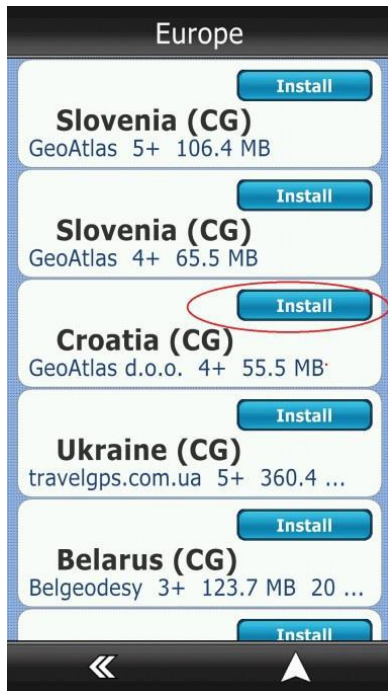 Europe
Install
Slovenia (CG)
GeoAtlas 5+ 106.4 MB
Install
Slovenia (CG)
GeoAtlas 4+ 65.5 MB
Install
Croatia (CG)
GeoAtlas d.o.o. 4+ 55.5 MB
Install
Ukraine (CG)
travelgps.com.ua 5+ 360.4 ...
Install
Belarus (CG)
Belgeodesy 3+ 123.7 MB 20 ...
Install